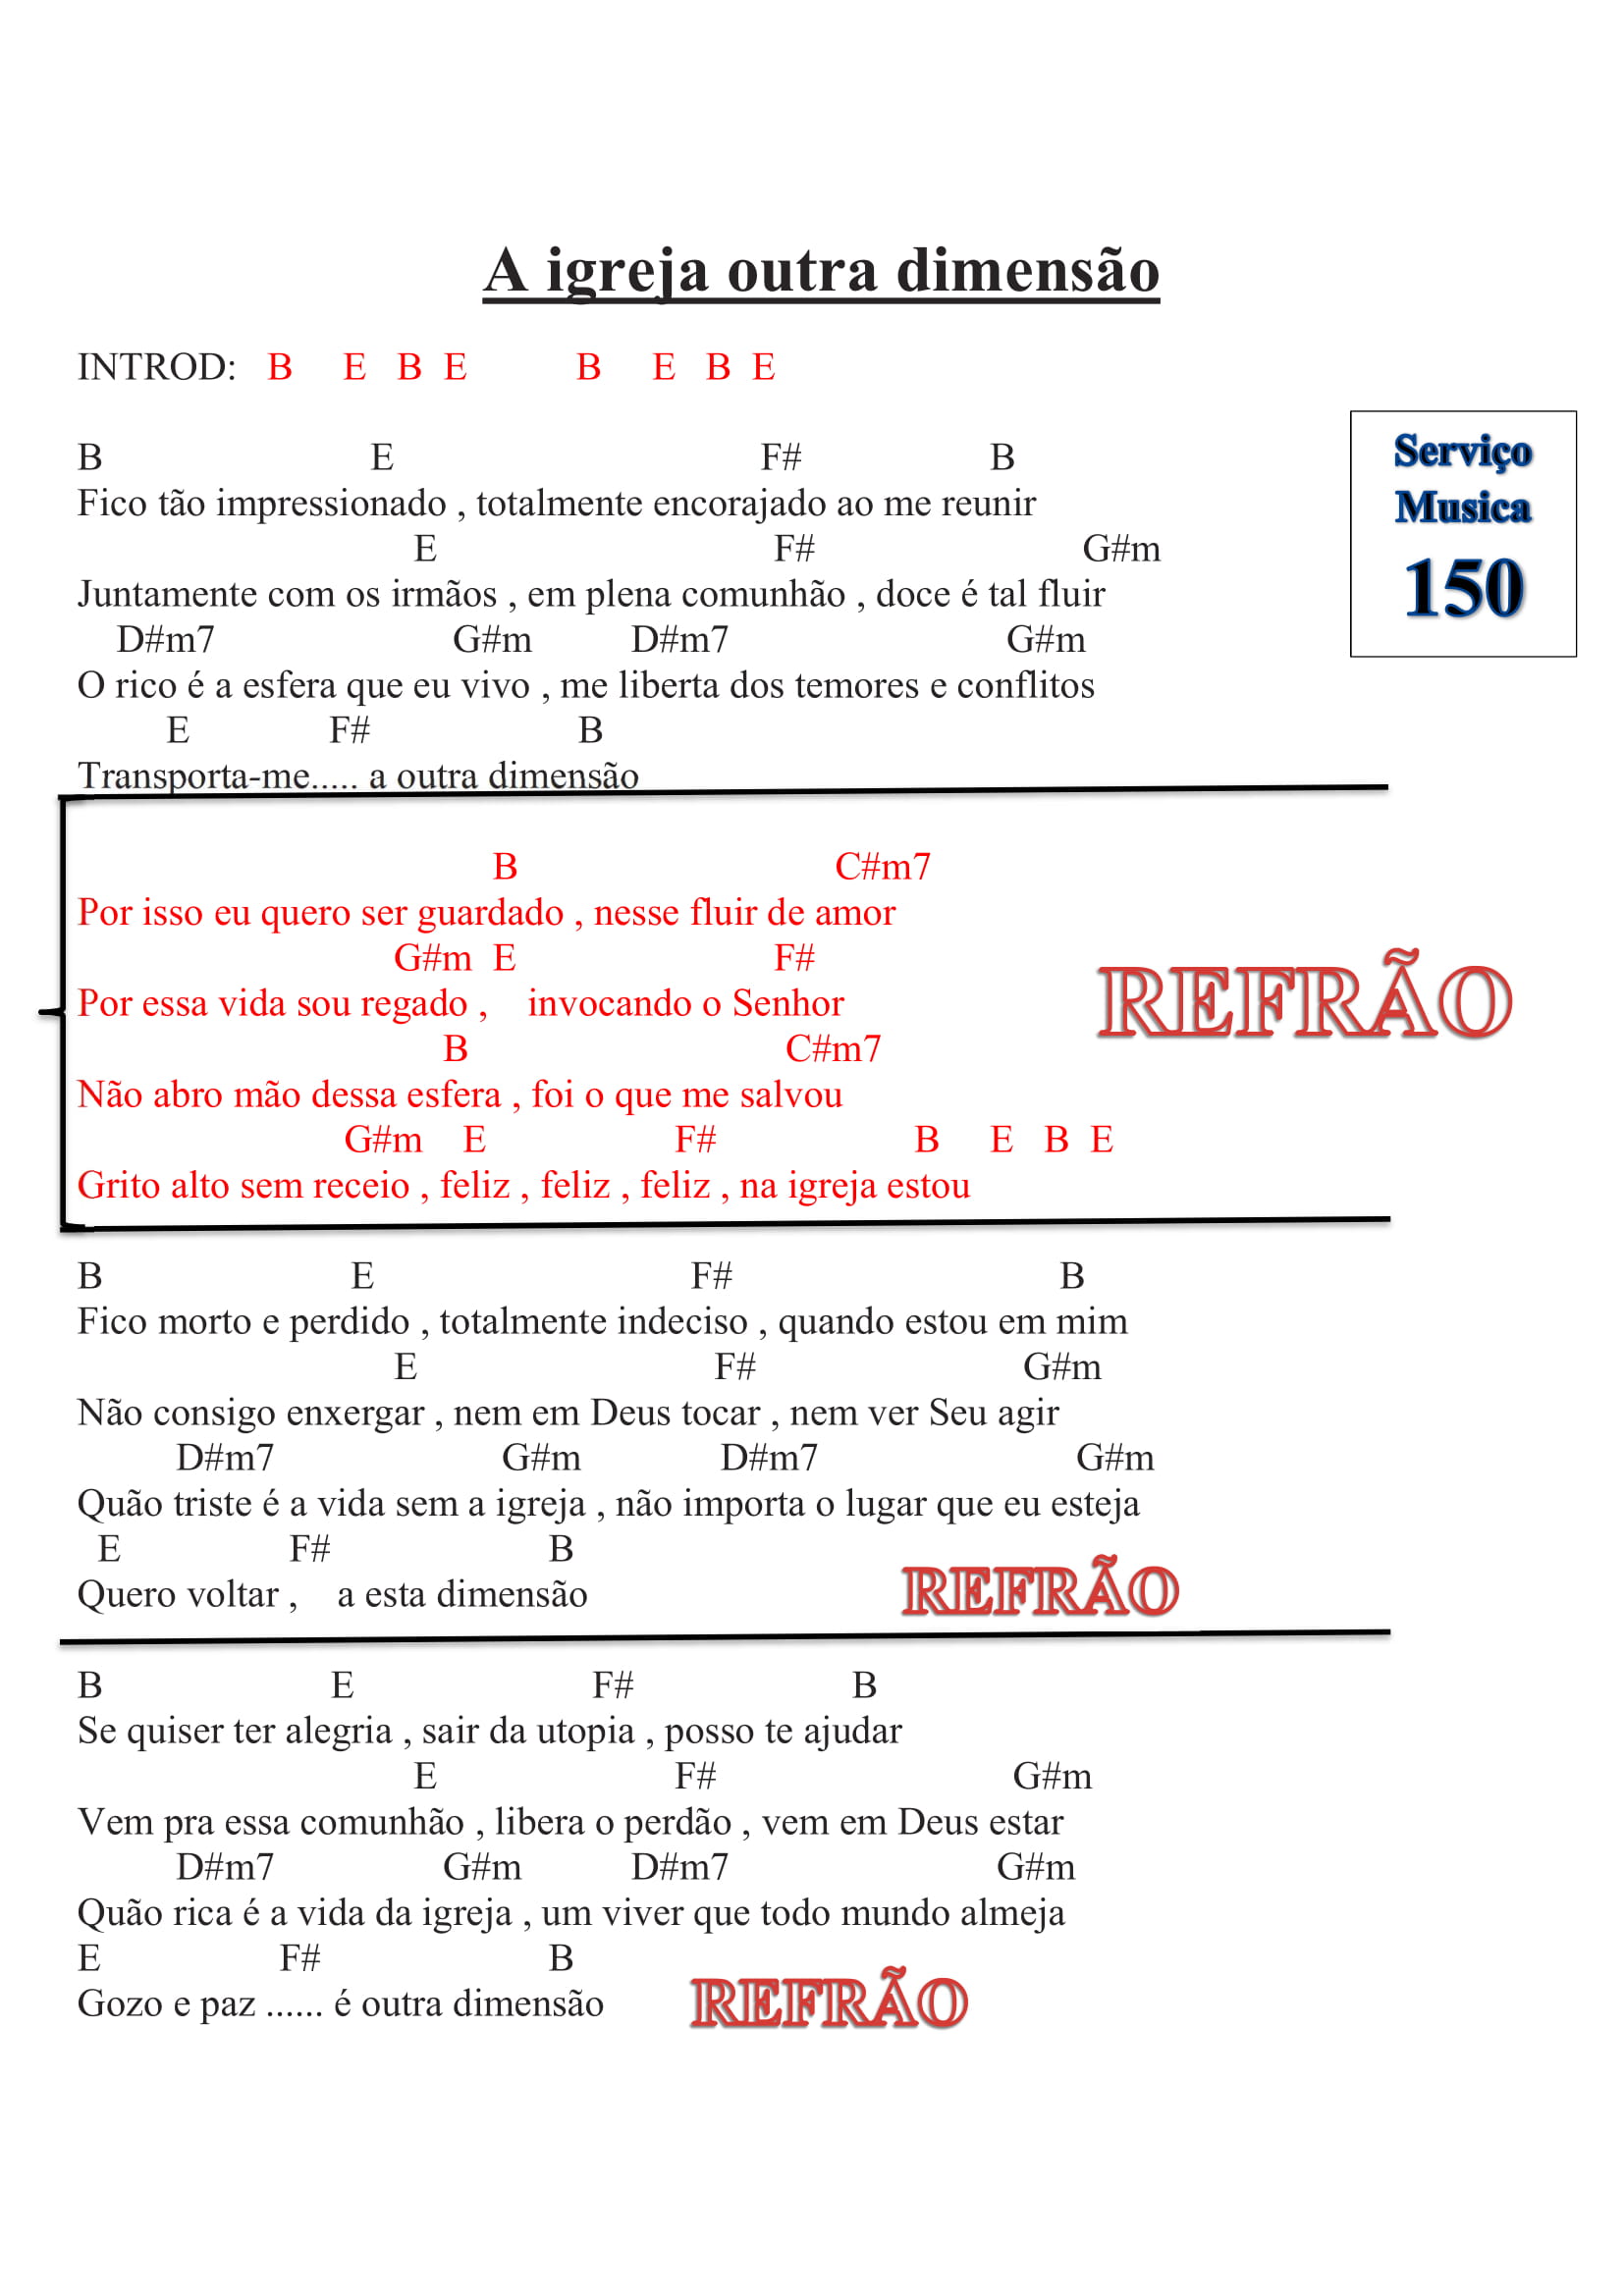 A igreja outra dimensão
INTROD: B E B E B E B E
Serviço
Musica
150
B E F# B
Fico tão impressionado , totalmente encorajado ao me reunir
E F# G#m
Juntamente com os irmãos , em plena comunhão , doce é tal fluir
D#m7 G#m D#m7 G#m
O rico é a esfera que eu vivo , me liberta dos temores e conflitos
E F# B
Transporta-me..... a outra dimensão
B C#m7
Por isso eu quero ser guardado , nesse fluir de amor
G#m E F#
Por essa vida sou regado , invocando o Senhor
REFRÃO
B C#m7
Não abro mão dessa esfera , foi o que me salvou
G#m E F# B E B E
Grito alto sem receio , feliz , feliz , feliz , na igreja estou
B E F# B
Fico morto e perdido , totalmente indeciso , quando estou em mim
E F# G#m
Não consigo enxergar , nem em Deus tocar , nem ver Seu agir
D#m7 G#m D#m7 G#m
Quão triste é a vida sem a igreja , não importa o lugar que eu esteja
E F# B
Quero voltar , a esta dimensão REFRÃO
B E F# B
Se quiser ter alegria , sair da utopia , posso te ajudar
E F# G#m
Vem pra essa comunhão , libera o perdão , vem em Deus estar
D#m7 G#m D#m7 G#m
Quão rica é a vida da igreja , um viver que todo mundo almeja
E F# B
Gozo e paz ...... é outra dimensão REFRÃO